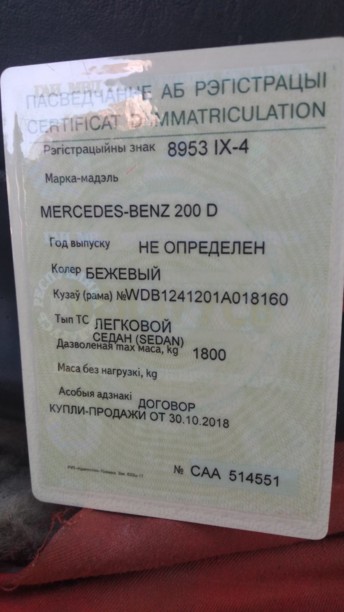 ПАСВЕДЧАННЕ АБ РЭГІСТРАЦЫІ
CERTIFICAT D'IMMATRICULATION
Рэгістрацыйны знак 8953 IX-4
Марка-мадэль
MERCEDES-BENZ 200 D
Год выпуску НЕ ОПРЕДЕЛЕН
Колер БЕЖЕВЫЙ
Кузаў (рама) №WDB1241201A018160
Тып ТС ЛЕГКОВОЙ
СЕДАН (SEDAN)
Дазволеная max маса, kg 1800
Маса без нагрузкі, kg
Асобыя адзнакі ДОГОВОР
КУПЛИ-ПРОДАЖИ ОТ 30.10.2018
№ САА 514551